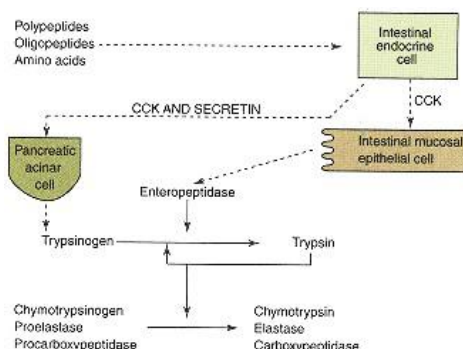 Polypeptides
Oligopeptides
Amino acids
Intestinal
endocrine
cell
CCK AND SECRETIN
CCK
Pancreatic
acinar
cell
Intestinal mucosal
epithelial cell
Enteropeptidase
Trypsinogen
Trypsin
Chymotrypsinogen
Proelastase
Procarboxypeptidase
Chymotrypsin
Elastase
Carboxypeptidase